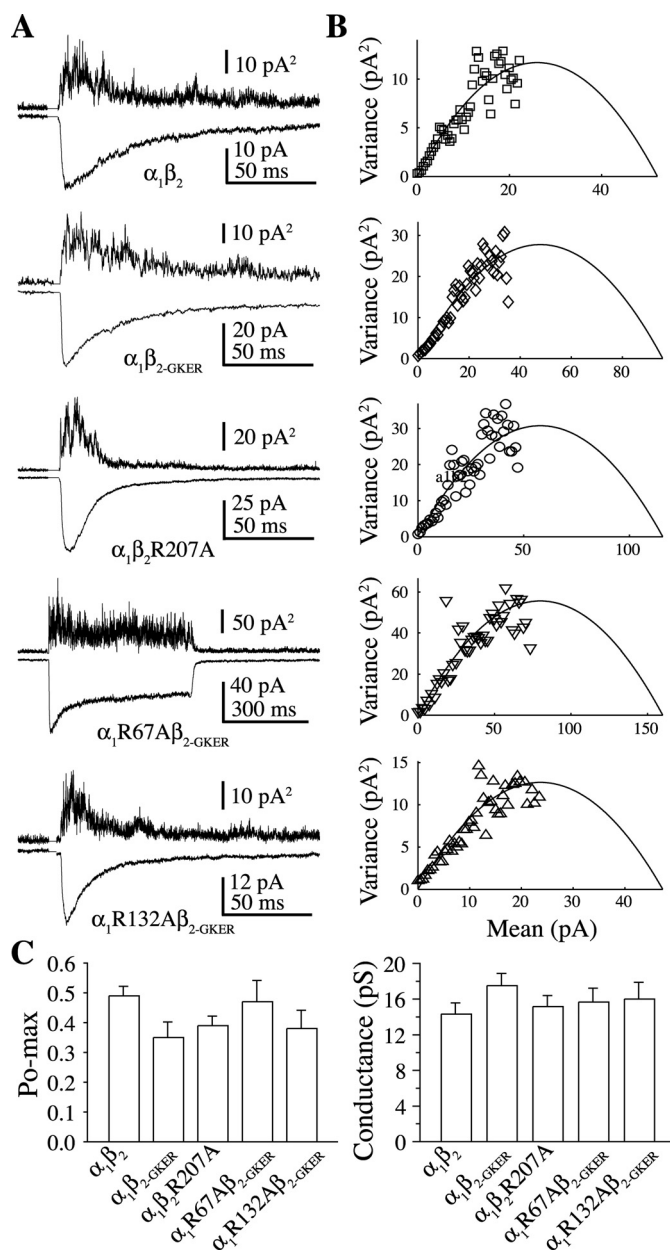 A
B
10 pA²
10 pA
50 ms
α₁β₂
Variance (pA²)
10
5
0
0
20
40
10 pA²
20 pA
50 ms
α₁β₂-GKER
Variance (pA²)
30
20
10
0
0
20
40
60
80
20 pA²
25 pA
50 ms
α₁β₂R207A
Variance (pA²)
30
20
10
0
0
50
100
50 pA²
40 pA
300 ms
α₁R67Aβ₂-GKER
Variance (pA²)
60
40
20
0
0
50
100
150
10 pA²
12 pA
50 ms
α₁R132Aβ₂-GKER
Variance (pA²)
15
10
5
0
0
10
20
30
40
Mean (pA)
C
Po-max
0.6
0.5
0.4
0.3
0.2
0.1
0.0
α₁β₂
α₁β₂-GKER
α₁β₂R207A
α₁R67Aβ₂-GKER
α₁R132Aβ₂-GKER
Conductance (pS)
20
16
12
8
4
0
α₁β₂
α₁β₂-GKER
α₁β₂R207A
α₁R67Aβ₂-GKER
α₁R132Aβ₂-GKER